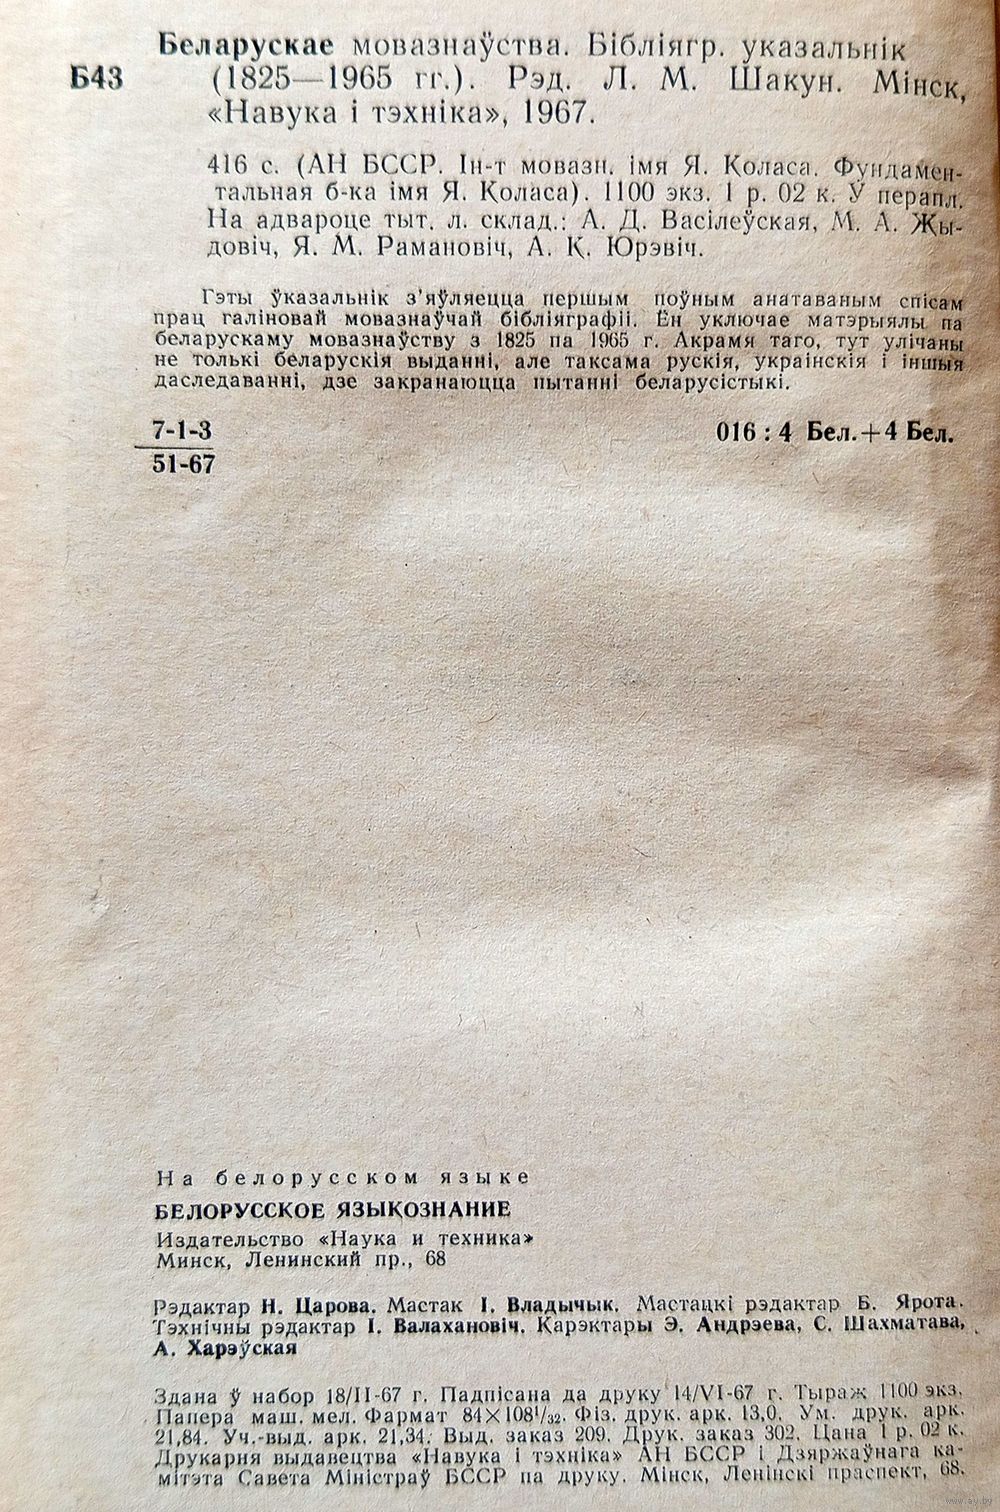 Беларускае мовазнаўства. Бібліягр. указальнік
Б43 (1825—1965 гг.). Рэд. Л. М. Шакун. Мінск,
«Навука і тэхніка», 1967.
416 с. (АН БССР. Ін-т мовазн. імя Я. Коласа. Фундамен-
тальная б-ка імя Я. Коласа). 1100 экз. 1 р. 02 к. У перапл.
На адвароце тыт. л. склад.: А. Д. Васілеўская, М. А. Жы-
довіч, Я. М. Рамановіч, А. К. Юрэвіч.
Гэты ўказальнік з'яўляецца першым поўным анатаваным спісам
прац галіновай мовазнаўчай бібліяграфіі. Ён уключае матэрыялы па
беларускаму мовазнаўству з 1825 па 1965 г. Акрамя таго, тут улічаны
не толькі беларускія выданні, але таксама рускія, украінскія і іншыя
даследаванні, дзе закранаюцца пытанні беларусістыкі.
7-1-3
51-67
016 : 4 Бел.+4 Бел.
На белорусском языке
БЕЛОРУССКОЕ ЯЗЫКОЗНАНИЕ
Издательство «Наука и техника»
Минск, Ленинский пр., 68
Рэдактар Н. Царова. Мастак І. Владычык. Мастацкі рэдактар Б. Ярота.
Тэхнічны рэдактар І. Валахановіч. Карэктары Э. Андрэева, С. Шахматава,
А. Харэўская
Здана ў набор 18/II-67 г. Падпісана да друку 14/VI-67 г. Тыраж 1100 экз.
Папера маш. мел. Фармат 84×108¹/₃₂. Фіз. друк. арк. 13,0. Ум. друк. арк.
21,84. Уч.-выд. арк. 21,34. Выд. заказ 209. Друк. заказ 302. Цана 1 р. 02 к.
Друкарня выдавецтва «Навука і тэхніка» АН БССР і Дзяржаўнага ка-
мітэта Савета Міністраў БССР па друку. Мінск, Ленінскі праспект, 68.
www.ay.by